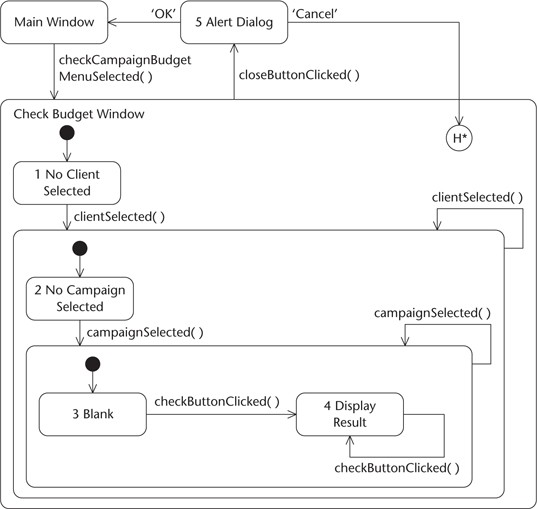 Main Window
'OK'
5 Alert Dialog
'Cancel'
checkCampaignBudget
MenuSelected( )
closeButtonClicked( )
Check Budget Window
H*
1 No Client
Selected
clientSelected( )
clientSelected( )
2 No Campaign
Selected
campaignSelected( )
campaignSelected( )
3 Blank
checkButtonClicked( )
4 Display
Result
checkButtonClicked( )